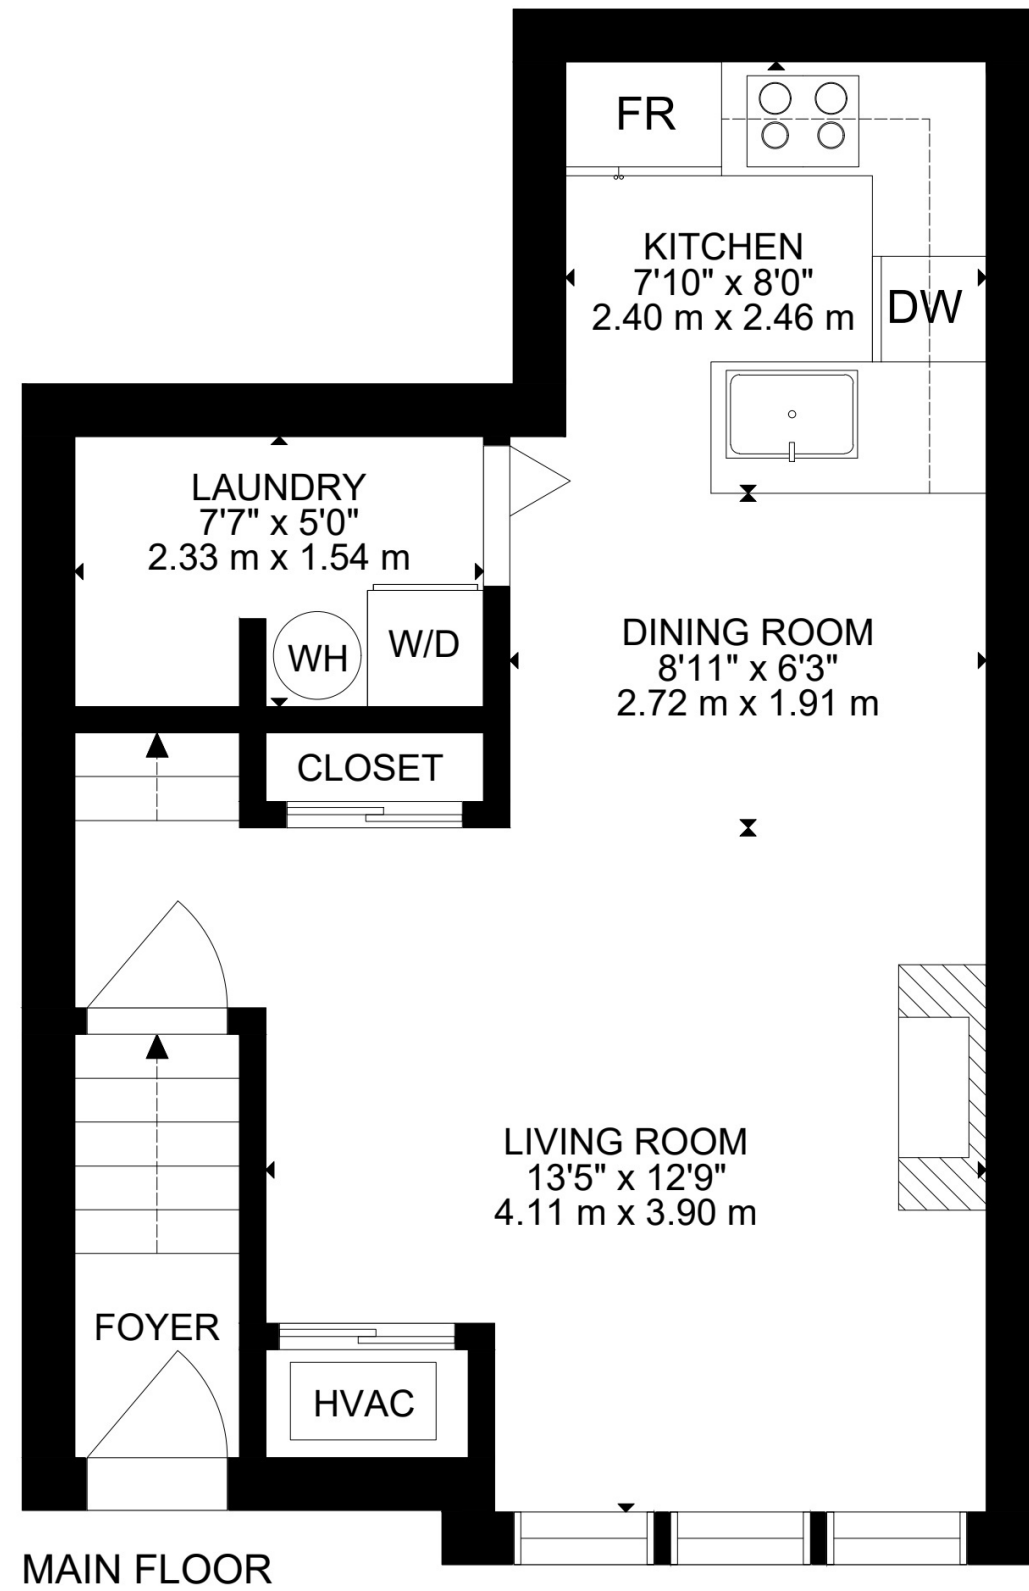 FR
KITCHEN
7'10" x 8'0"
2.40 m x 2.46 m
DW
LAUNDRY
7'7" x 5'0"
2.33 m x 1.54 m
WH
W/D
DINING ROOM
8'11" x 6'3"
2.72 m x 1.91 m
CLOSET
LIVING ROOM
13'5" x 12'9"
4.11 m x 3.90 m
FOYER
HVAC
MAIN FLOOR